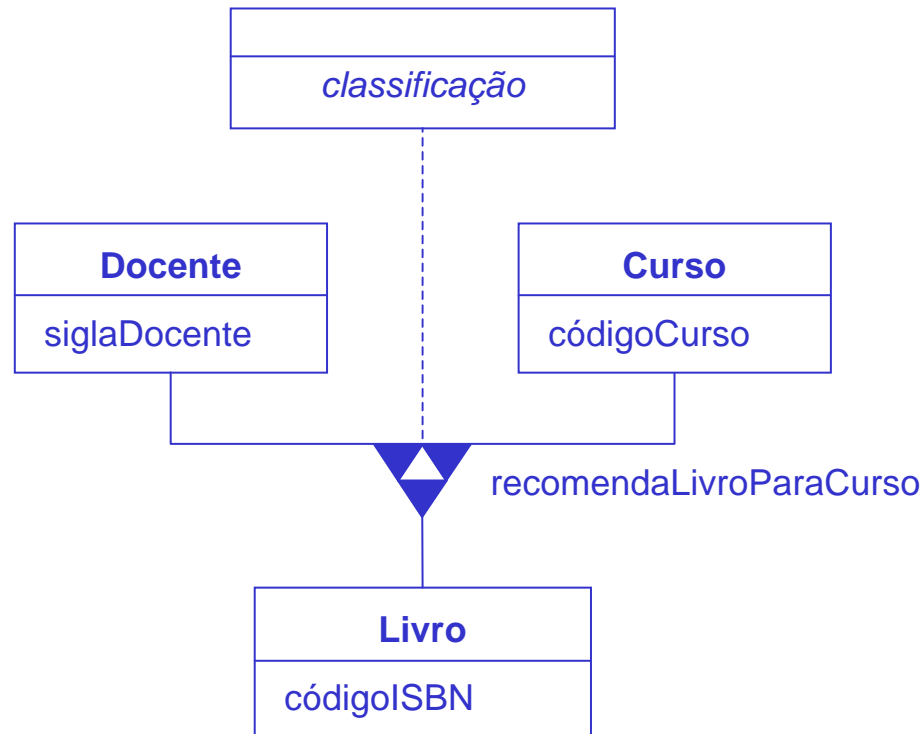 classificação
Docente
siglaDocente
Curso
códigoCurso
recomendaLivroParaCurso
Livro
códigoISBN